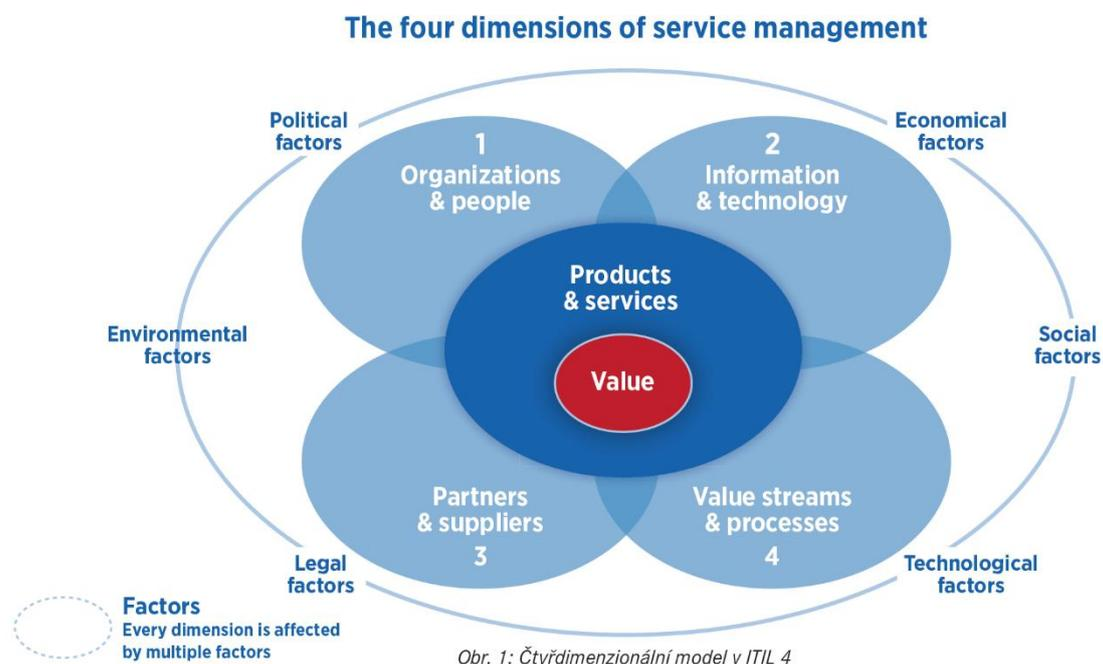 The four dimensions of service management
Political
factors
Economical
factors
1
Organizations
& people
2
Information
& technology
Products
& services
Environmental
factors
Social
factors
Value
Partners
& suppliers
3
Value streams
& processes
4
Legal
factors
Technological
factors
Factors
Every dimension is affected
by multiple factors
Obr. 1: Čtyřdimenzionální model v ITIL 4